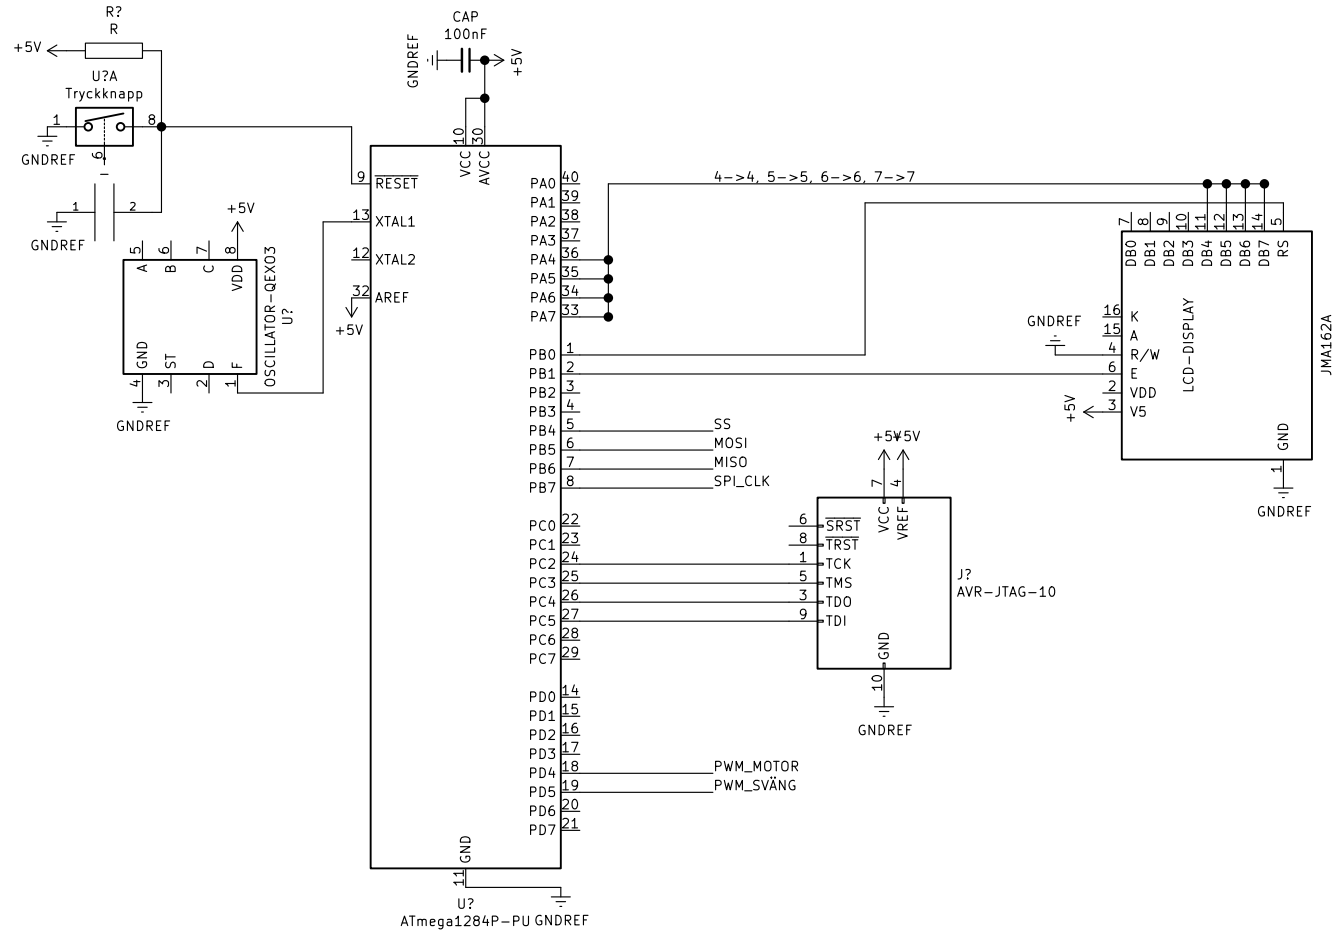 R?
R
+5V
U?A
Tryckknapp
1
8
6
GNDREF
1
2
GNDREF
CAP
100nF
GNDREF
+5V
+5V
5
6
7
8
A
B
C
VDD
OSCILLATOR-QEX03
U?
GND
ST
D
F
4
3
2
1
GNDREF
10
30
VCC
AVCC
9 RESET
13 XTAL1
12 XTAL2
32 AREF
+5V
PA0 40
PA1 39
PA2 38
PA3 37
PA4 36
PA5 35
PA6 34
PA7 33
PB0 1
PB1 2
PB2 3
PB3 4
PB4 5 SS
PB5 6 MOSI
PB6 7 MISO
PB7 8 SPI_CLK
PC0 22
PC1 23
PC2 24
PC3 25
PC4 26
PC5 27
PC6 28
PC7 29
PD0 14
PD1 15
PD2 16
PD3 17
PD4 18 PWM_MOTOR
PD5 19 PWM_SVÄNG
PD6 20
PD7 21
GND
11
U?
ATmega1284P-PU
GNDREF
4->4, 5->5, 6->6, 7->7
7
8
9
10
11
12
13
14
5
DB0
DB1
DB2
DB3
DB4
DB5
DB6
DB7
RS
16 K
15 A
GNDREF
4 R/W
6 E
2 VDD
3 V5
+5V
LCD-DISPLAY
JMA162A
GND
1
GNDREF
+5V
+5V
7
4
VCC
VREF
6 SRST
8 TRST
1 TCK
5 TMS
3 TDO
9 TDI
J?
AVR-JTAG-10
GND
10
GNDREF